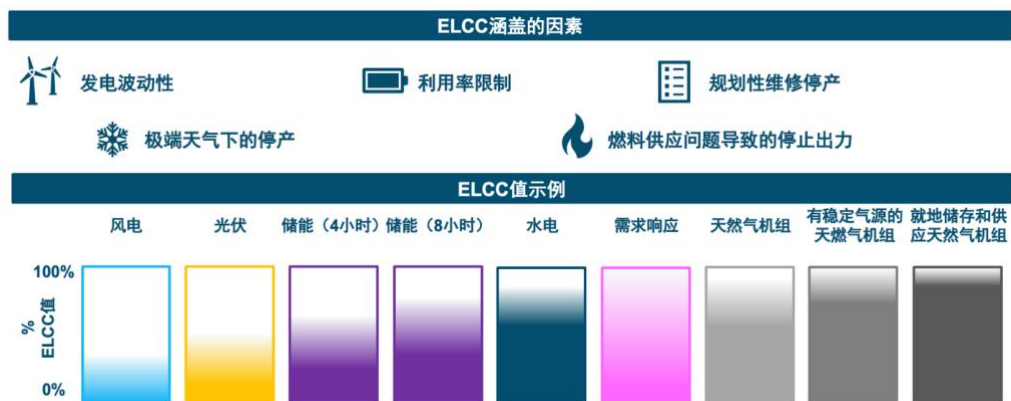 ELCC涵盖的因素
发电波动性
利用率限制
规划性维修停产
极端天气下的停产
燃料供应问题导致的停止出力
ELCC值示例
风电
光伏
储能（4小时）
储能（8小时）
水电
需求响应
天然气机组
有稳定气源的
天燃气机组
就地储存和供
应天然气机组
100%
%
ELCC值
0%